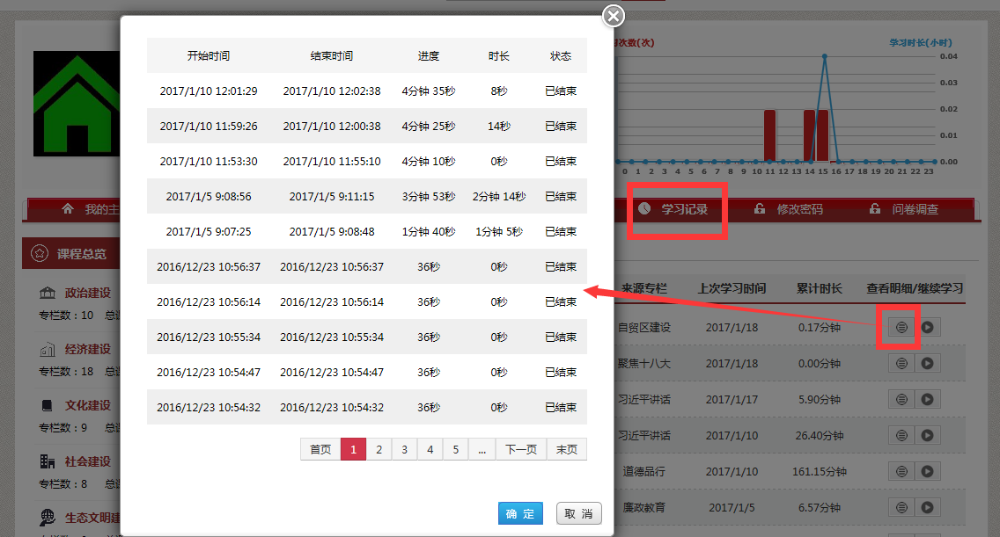 开始时间 结束时间 进度 时长 状态
2017/1/10 12:01:29 2017/1/10 12:02:38 4分钟 35秒 8秒 已结束
2017/1/10 11:59:26 2017/1/10 12:00:38 4分钟 25秒 14秒 已结束
2017/1/10 11:53:30 2017/1/10 11:55:10 4分钟 10秒 0秒 已结束
2017/1/5 9:08:56 2017/1/5 9:11:15 3分钟 53秒 2分钟 14秒 已结束
2017/1/5 9:07:25 2017/1/5 9:08:48 1分钟 40秒 1分钟 5秒 已结束
2016/12/23 10:56:37 2016/12/23 10:56:37 36秒 0秒 已结束
2016/12/23 10:56:14 2016/12/23 10:56:14 36秒 0秒 已结束
2016/12/23 10:55:34 2016/12/23 10:55:34 36秒 0秒 已结束
2016/12/23 10:54:47 2016/12/23 10:54:47 36秒 0秒 已结束
2016/12/23 10:54:32 2016/12/23 10:54:32 36秒 0秒 已结束
首页 1 2 3 4 5 ... 下一页 末页
确 定 取 消
次数(次) 学习时长(小时)
0.04
0.03
0.02
0.01
0.00
0 1 2 3 4 5 6 7 8 9 10 11 12 13 14 15 16 17 18 19 20 21 22 23
我的主 学习记录 修改密码 问卷调查
课程总览
政治建设
专栏数：10 总
经济建设
专栏数：18 总
文化建设
专栏数：9 总
社会建设
专栏数：8 总
生态文明建
来源专栏 上次学习时间 累计时长 查看明细/继续学习
自贸区建设 2017/1/18 0.17分钟
聚焦十八大 2017/1/18 0.00分钟
习近平讲话 2017/1/17 5.90分钟
习近平讲话 2017/1/10 26.40分钟
道德品行 2017/1/10 161.15分钟
廉政教育 2017/1/5 6.57分钟